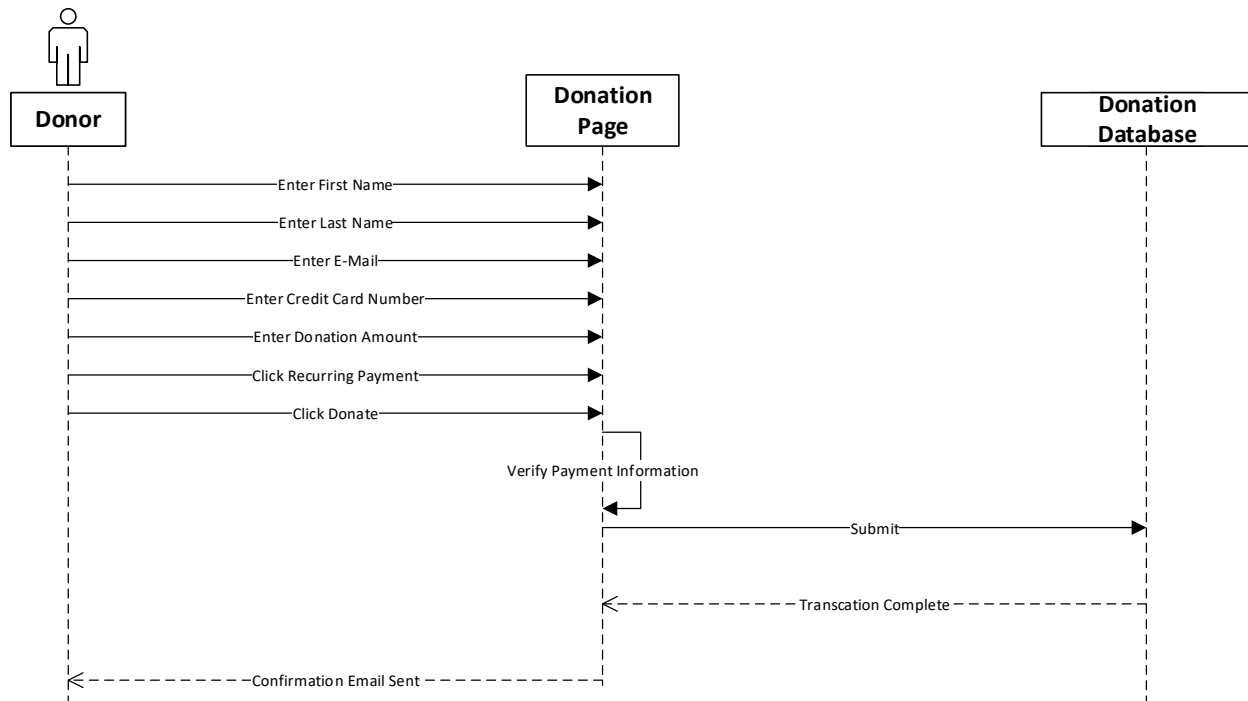 Donor
Donation
Page
Donation
Database
Enter First Name
Enter Last Name
Enter E-Mail
Enter Credit Card Number
Enter Donation Amount
Click Recurring Payment
Click Donate
Verify Payment Information
Submit
Transcation Complete
Confirmation Email Sent